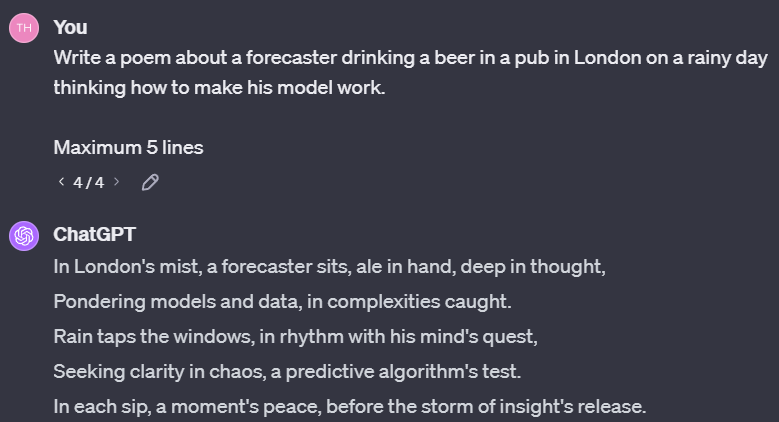 TH
You
Write a poem about a forecaster drinking a beer in a pub in London on a rainy day
thinking how to make his model work.
Maximum 5 lines
< 4 / 4 >
ChatGPT
In London's mist, a forecaster sits, ale in hand, deep in thought,
Pondering models and data, in complexities caught.
Rain taps the windows, in rhythm with his mind's quest,
Seeking clarity in chaos, a predictive algorithm's test.
In each sip, a moment's peace, before the storm of insight's release.